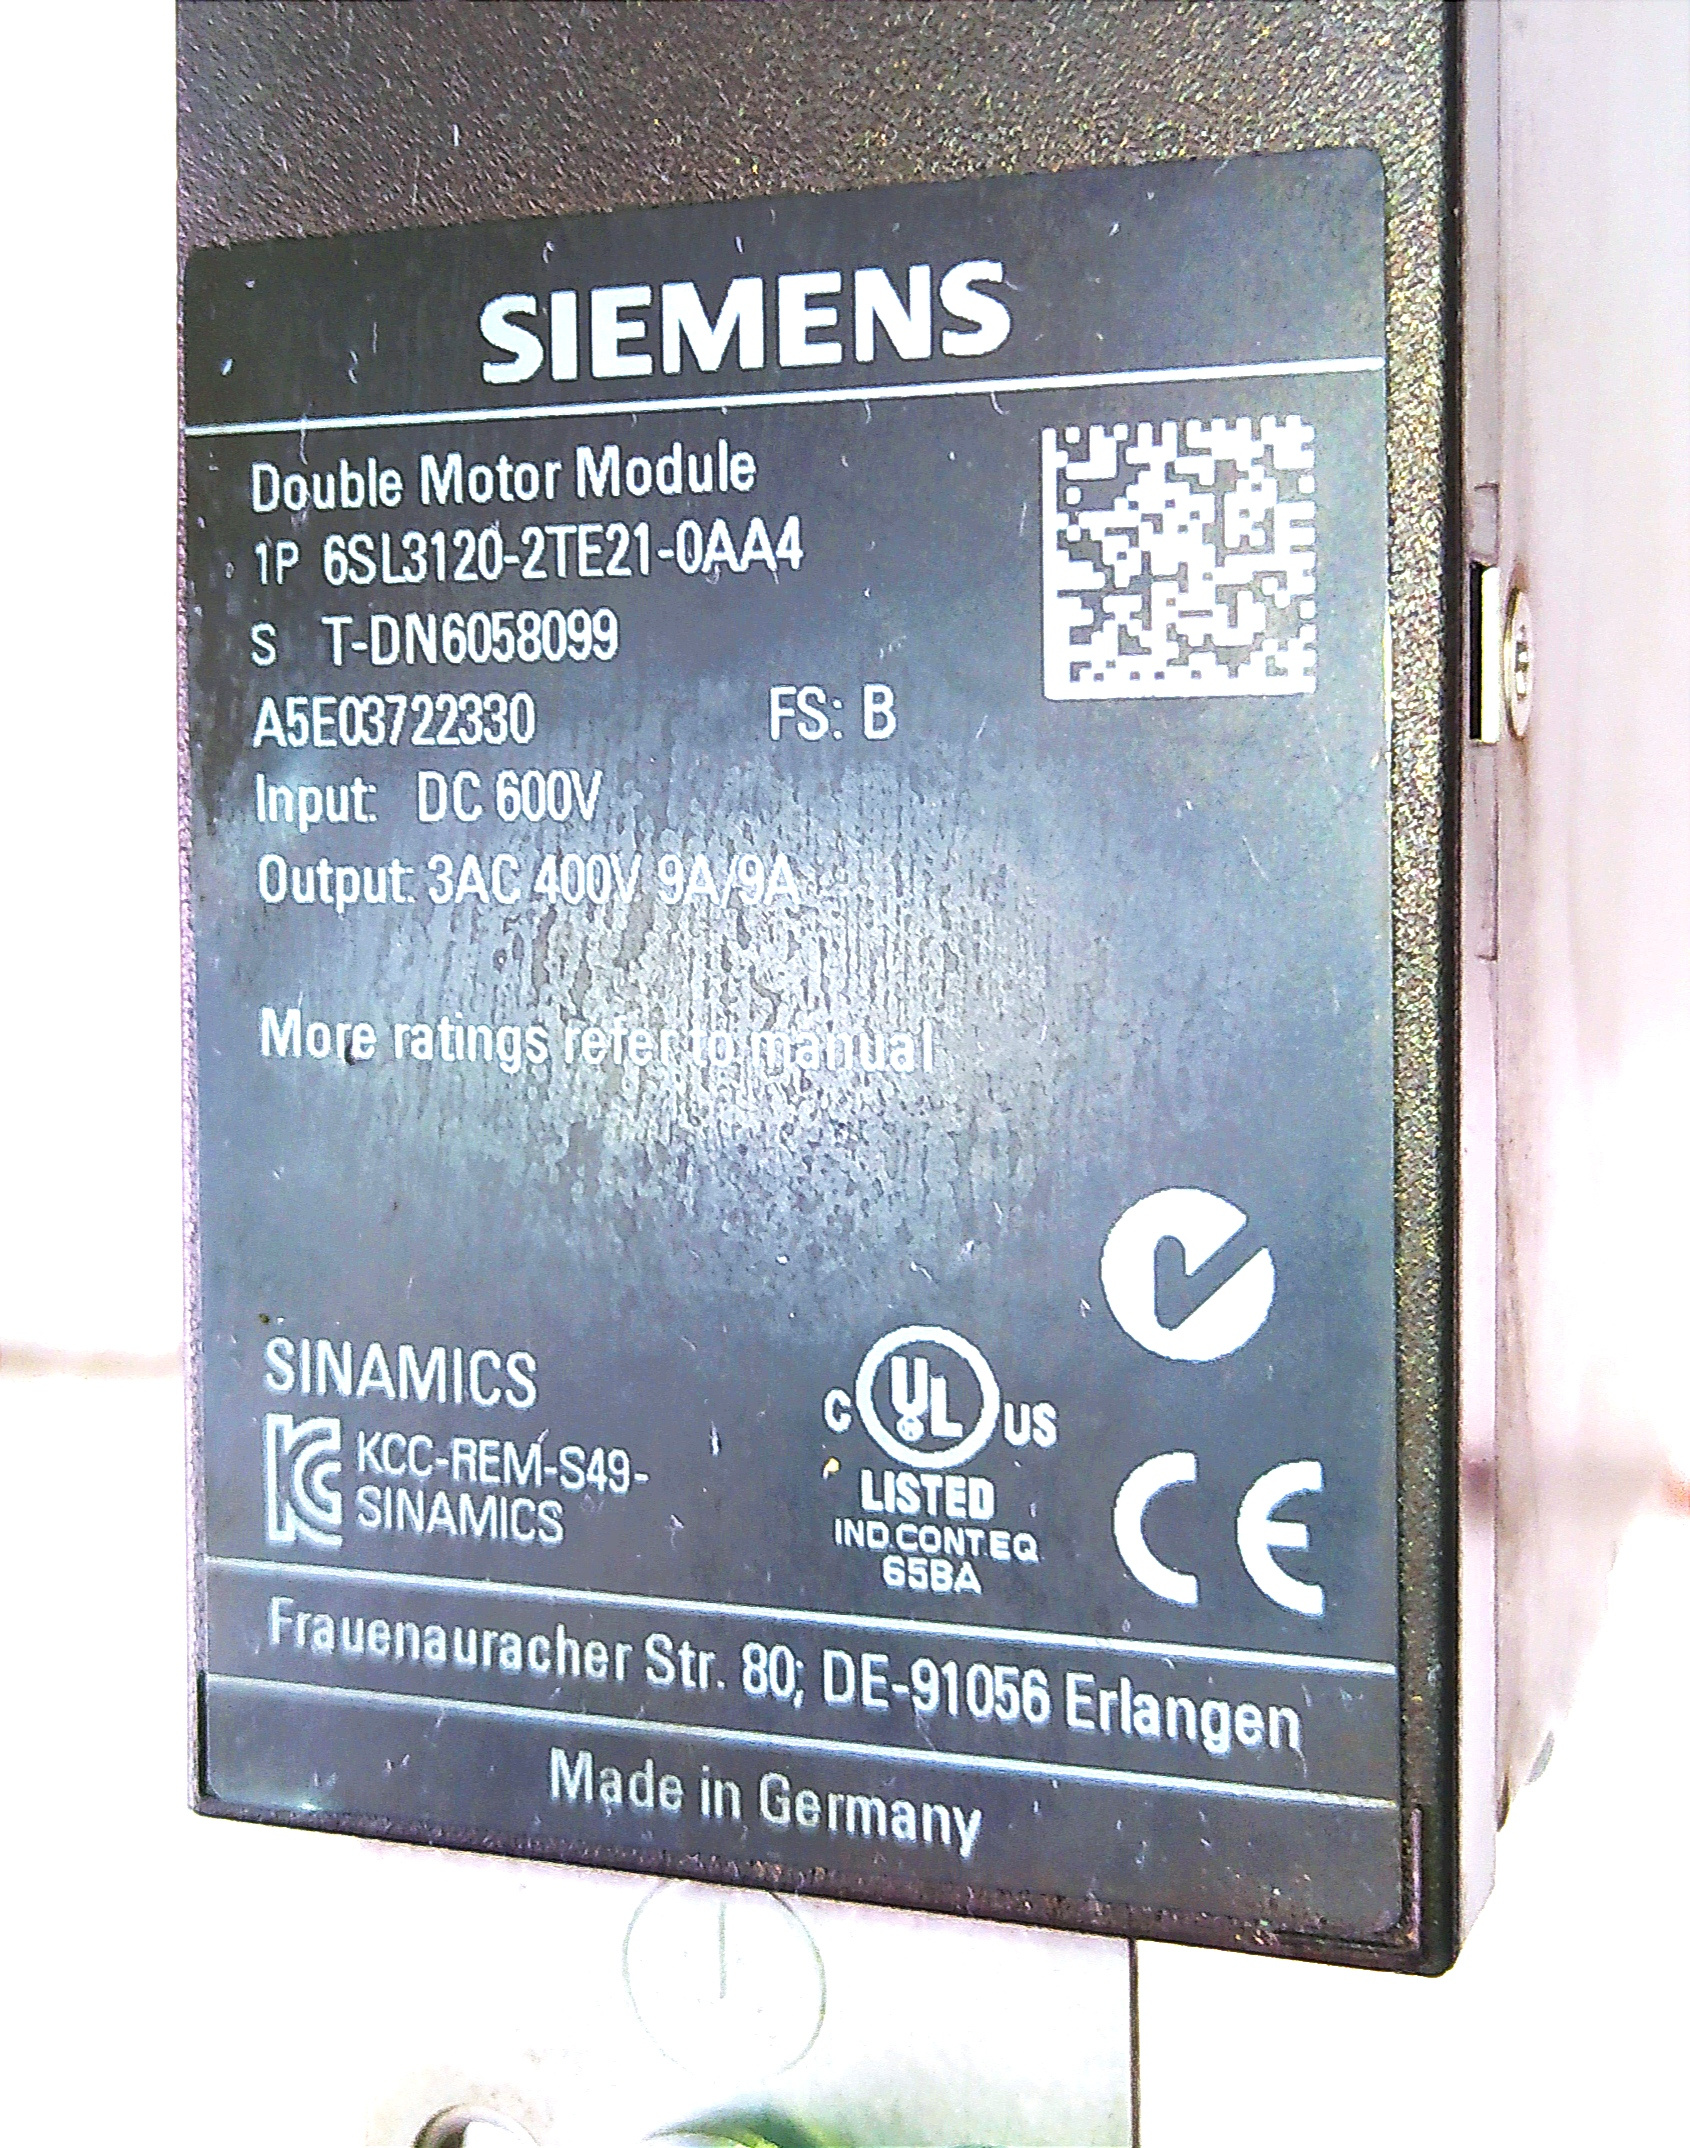 SIEMENS
Double Motor Module
1P 6SL3120-2TE21-0AA4
S T-DN6058099
A5E03722330 FS: B
Input: DC 600V
Output: 3AC 400V 9A/9A
More ratings refer to manual
SINAMICS
KCC-REM-S49-
SINAMICS
C UL US
LISTED
IND.CONT.EQ
65BA
CE
Frauenauracher Str. 80; DE-91056 Erlangen
Made in Germany